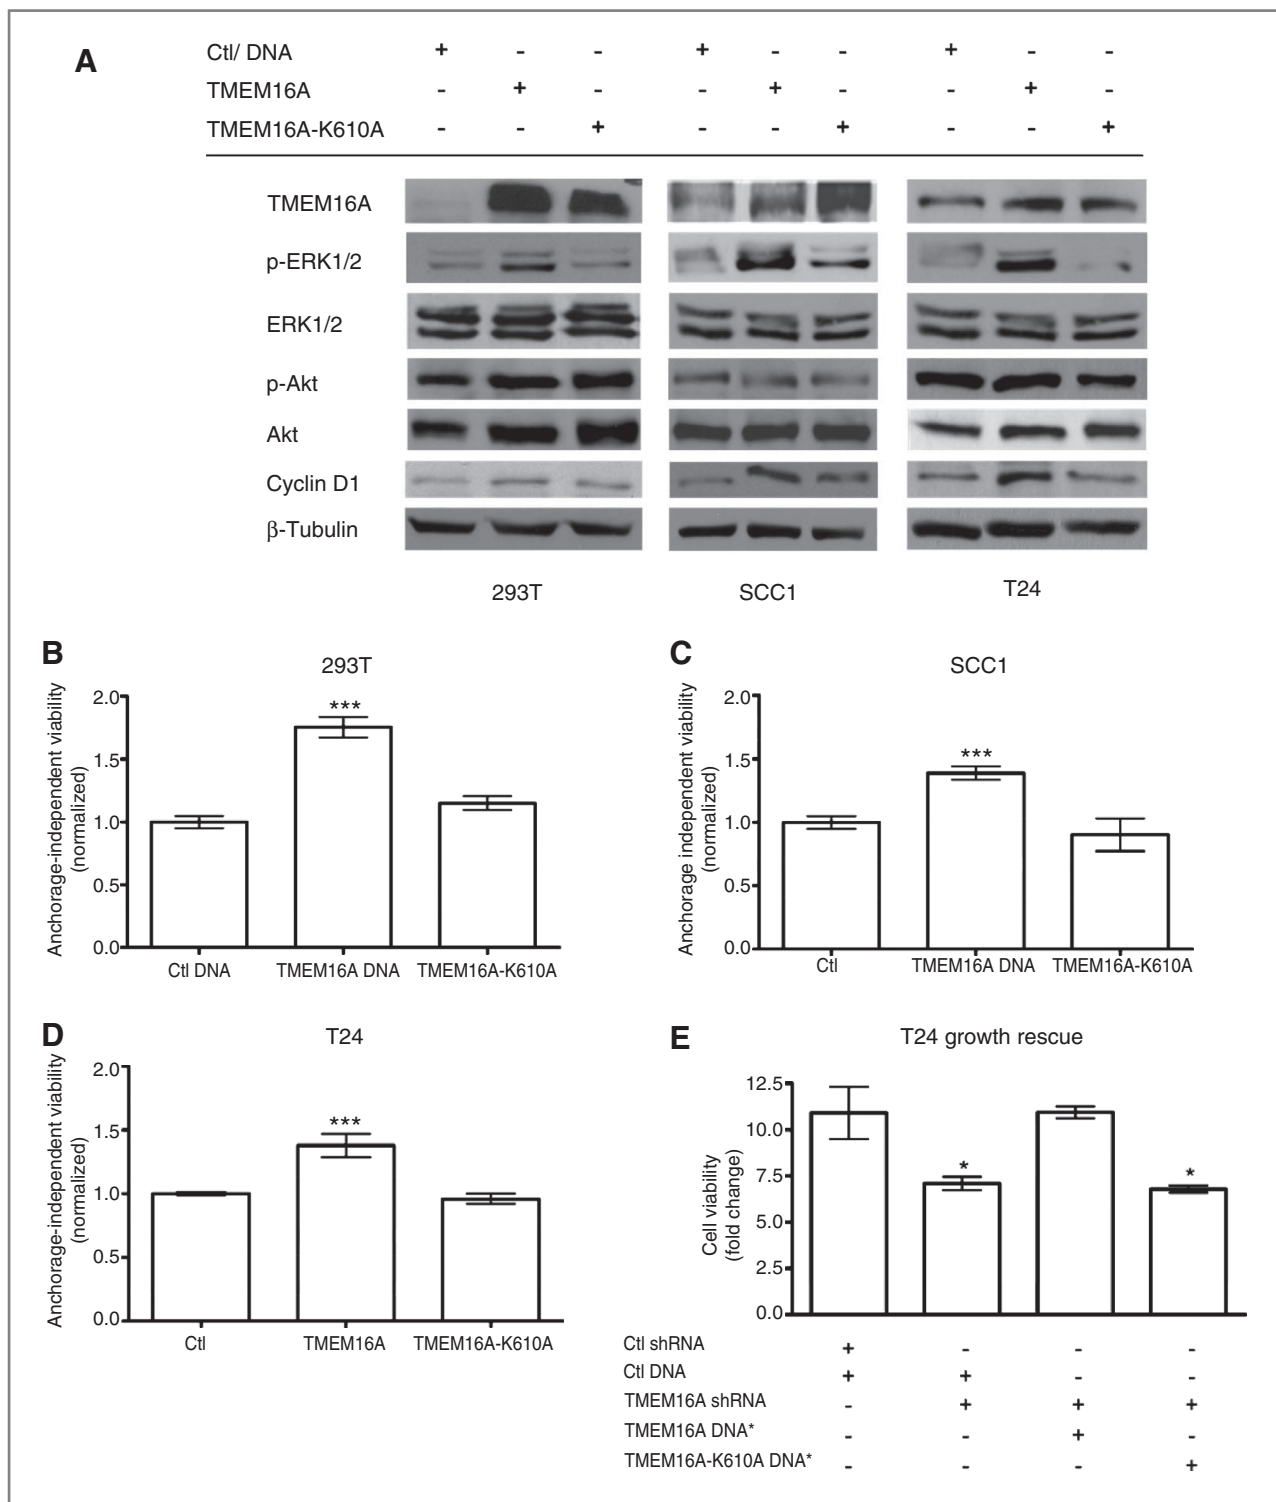 A
Ctl/ DNA + - - + - - + - -
TMEM16A - + - - + - - + -
TMEM16A-K610A - - + - - + - - +
TMEM16A
p-ERK1/2
ERK1/2
p-Akt
Akt
Cyclin D1
β-Tubulin
293T SCC1 T24
B
293T
Anchorage-independent viability
(normalized)
2.0
1.5
1.0
0.5
0.0
***
Ctl DNA TMEM16A DNA TMEM16A-K610A
C
SCC1
Anchorage independent viability
(normalized)
2.0
1.5
1.0
0.5
0.0
***
Ctl TMEM16A DNA TMEM16A-K610A
D
T24
Anchorage-independent viability
(normalized)
2.0
1.5
1.0
0.5
0.0
***
Ctl TMEM16A TMEM16A-K610A
E
T24 growth rescue
Cell viability
(fold change)
12.5
10.0
7.5
5.0
2.5
0.0
* *
Ctl shRNA + - - -
Ctl DNA + + - -
TMEM16A shRNA - + + +
TMEM16A DNA* - - + -
TMEM16A-K610A DNA* - - - +